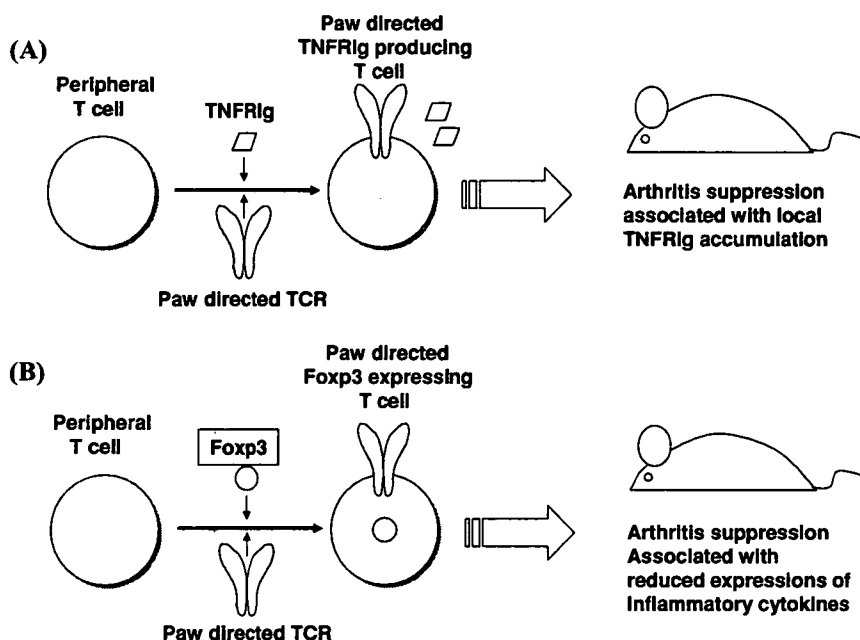 (A)
Peripheral
T cell
TNFRIg
Paw directed TCR
Paw directed
TNFRIg producing
T cell
Arthritis suppression
associated with local
TNFRIg accumulation
(B)
Peripheral
T cell
Foxp3
Paw directed TCR
Paw directed
Foxp3 expressing
T cell
Arthritis suppression
Associated with
reduced expressions of
inflammatory cytokines